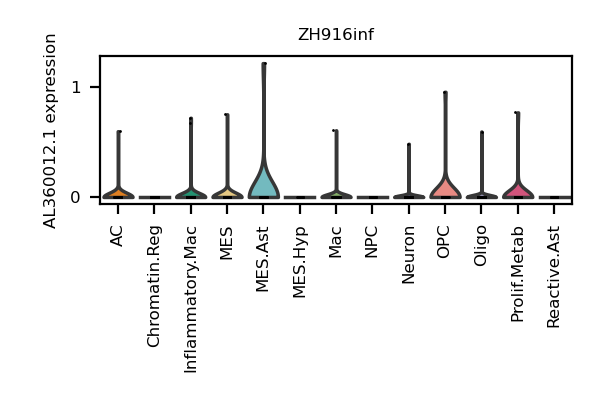 ZH916inf
AL360012.1 expression
1
0
AC
Chromatin.Reg
Inflammatory.Mac
MES
MES.Ast
MES.Hyp
Mac
NPC
Neuron
OPC
Oligo
Prolif.Metab
Reactive.Ast